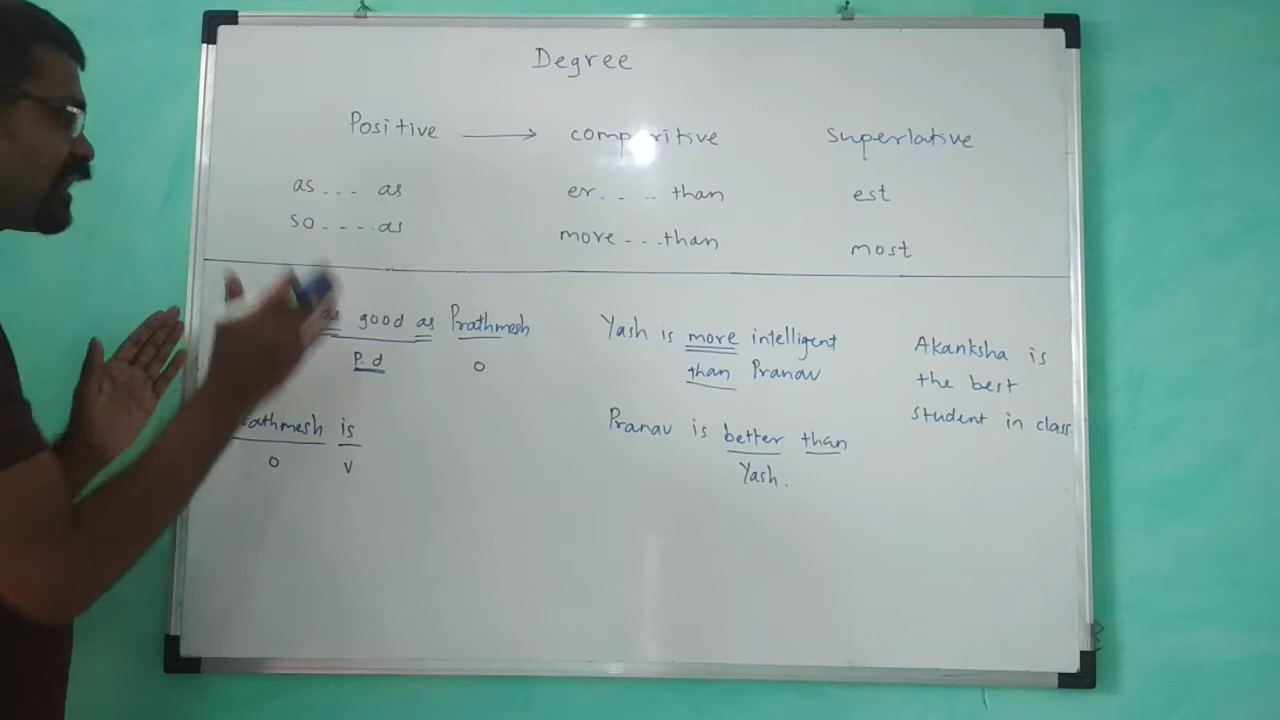 Degree
Positive → comparitive superlative
as... as er..... than est
so....as more...than most
as good as Prathmesh Yash is more intelligent
P.d O than Pranav
Akanksha is
the best
student in class
is Pranav is better than
O V Yash.